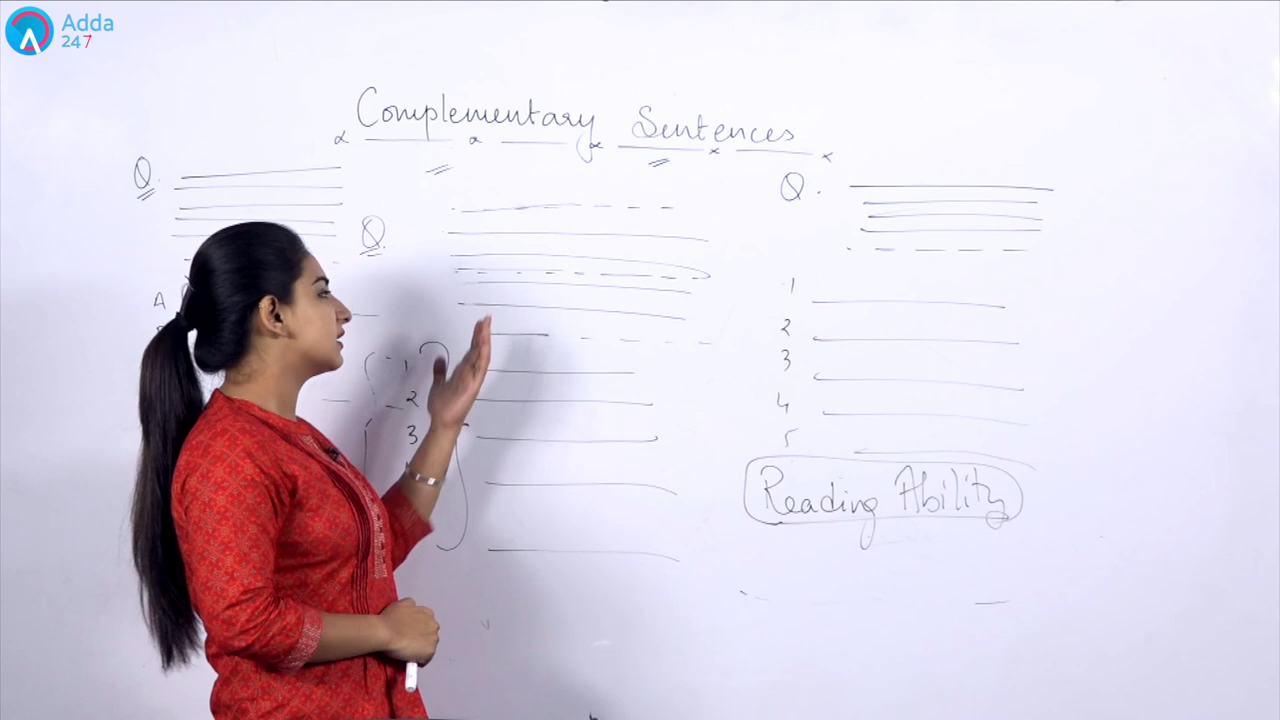 Adda
247
Complementary Sentences
Q.
Q.
Q.
A
1
2
3
1
2
3
4
5
Reading Ability